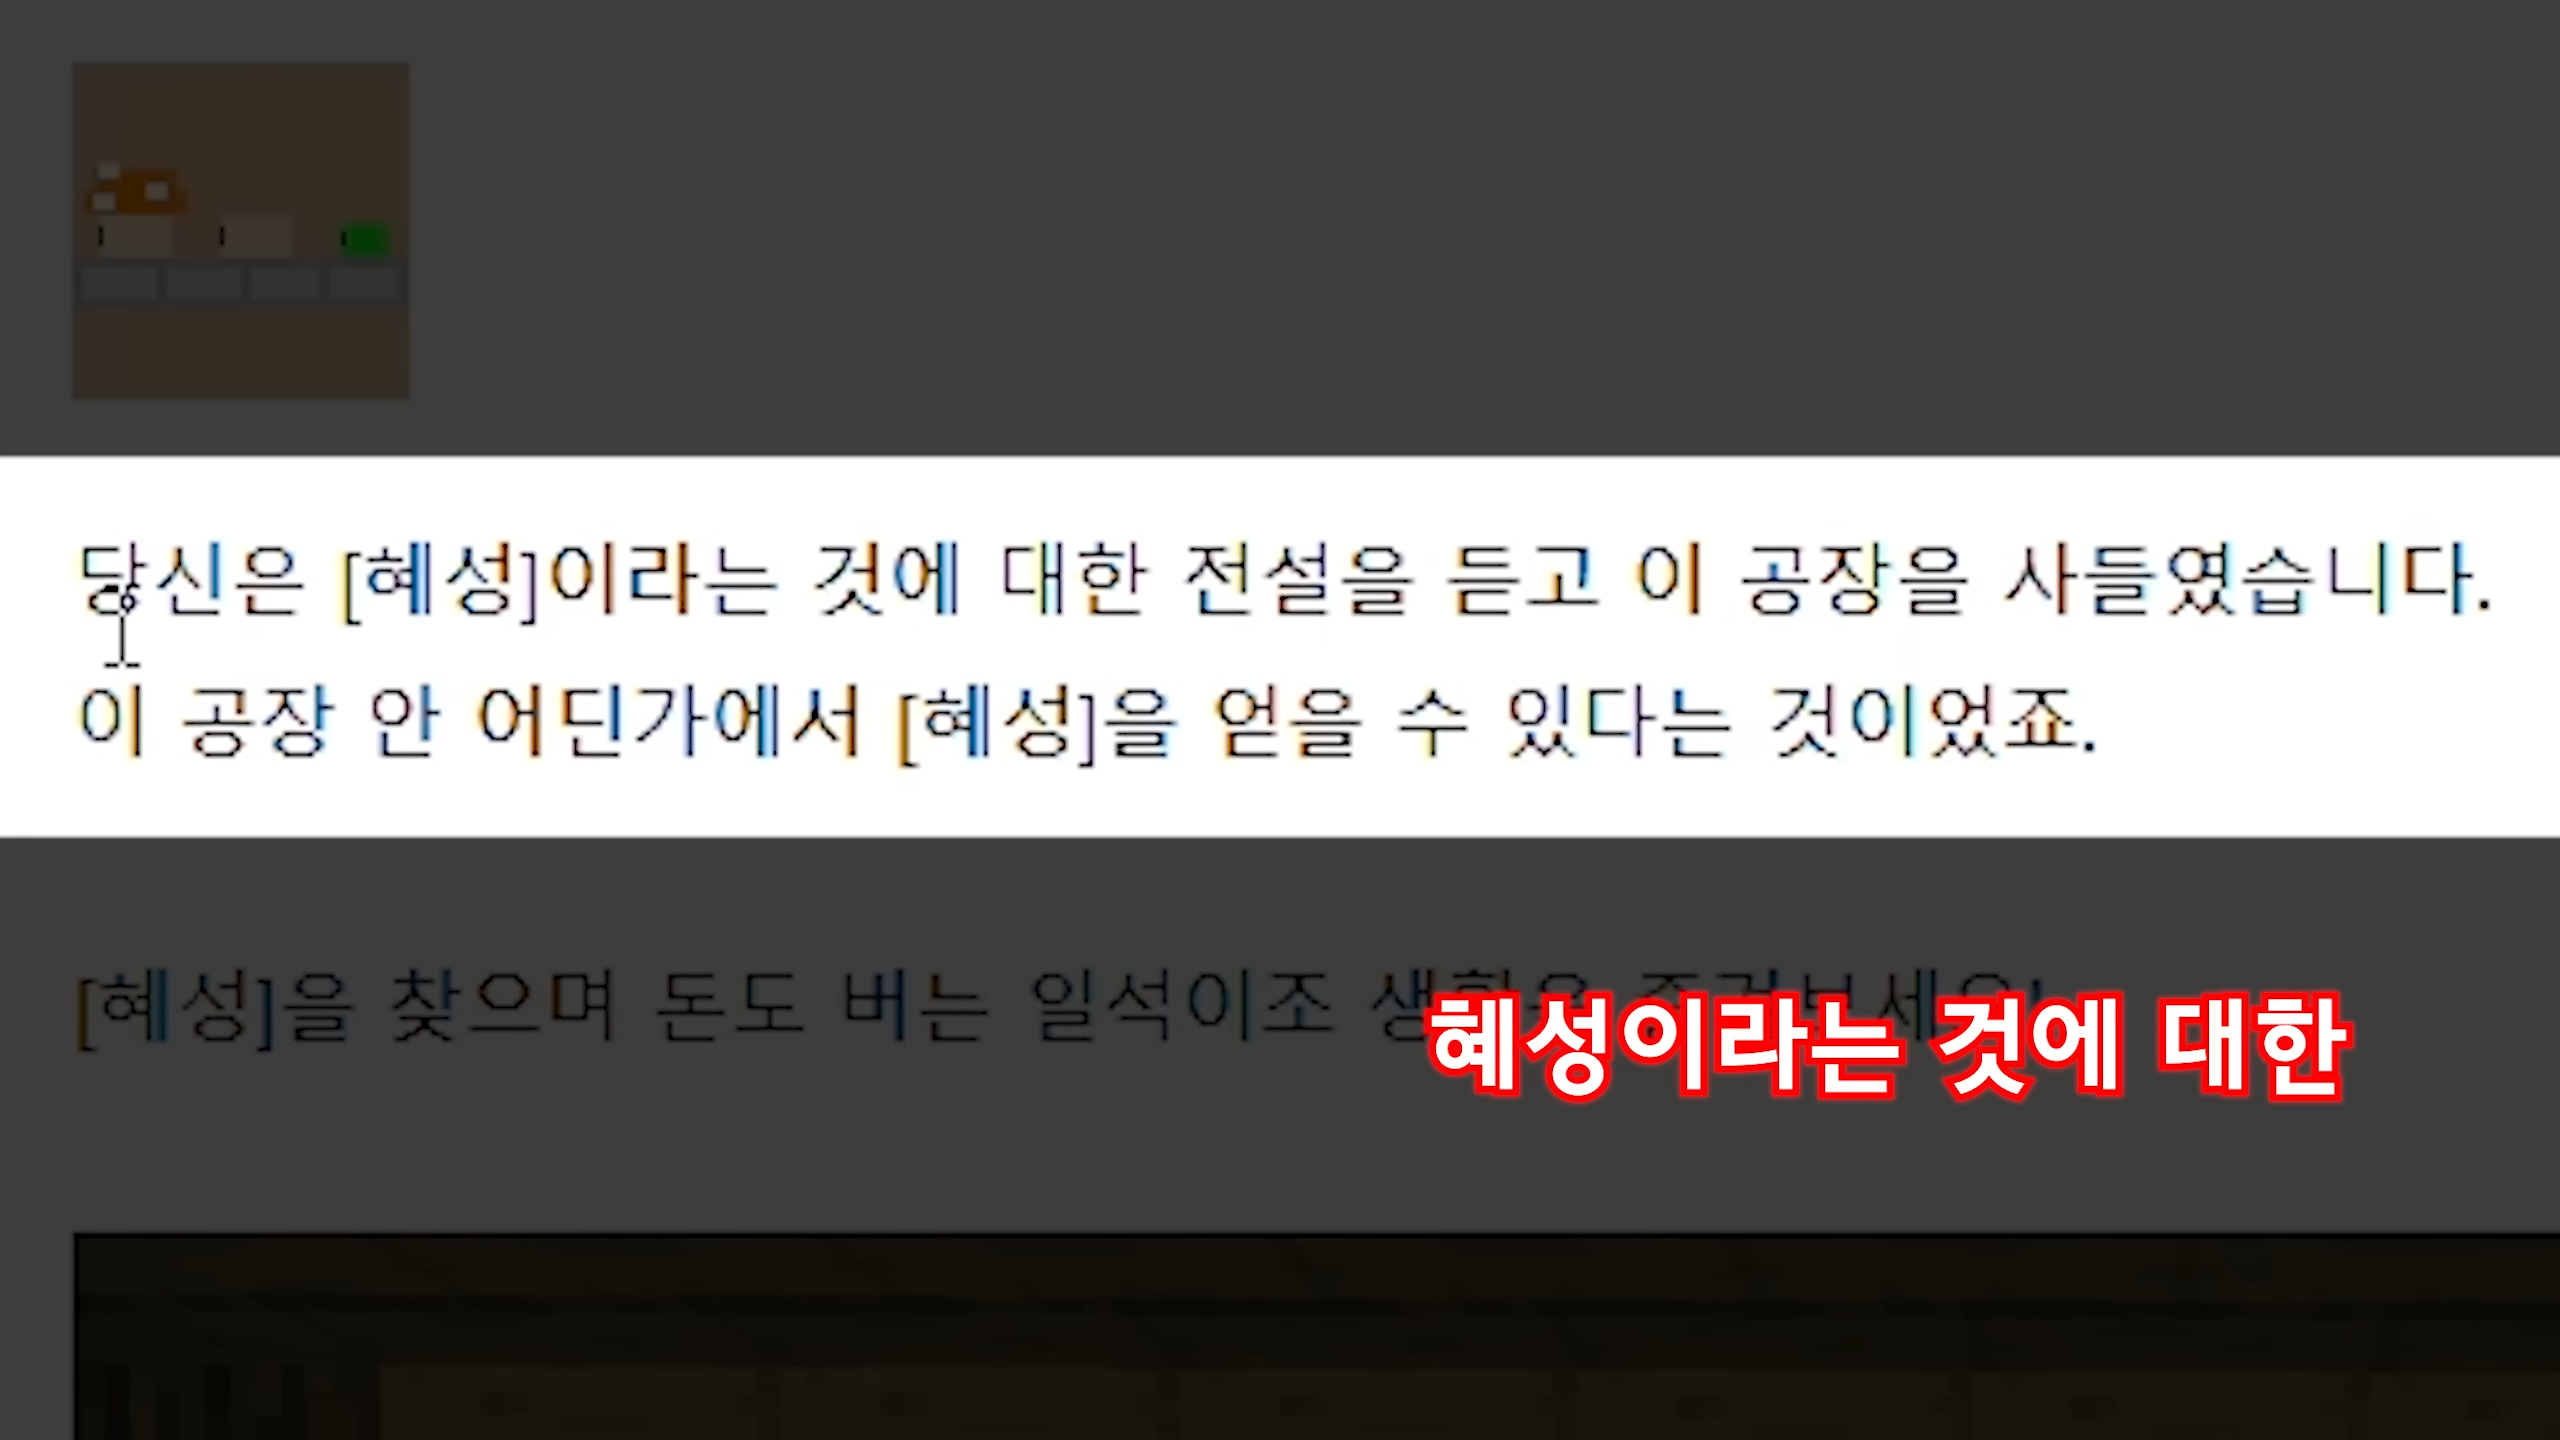 당신은 [혜성]이라는 것에 대한 전설을 듣고 이 공장을 사들였습니다.
이 공장 안 어딘가에서 [혜성]을 얻을 수 있다는 것이었죠.
[혜성]을 찾으며 돈도 버는 일석이조
혜성이라는 것에 대한